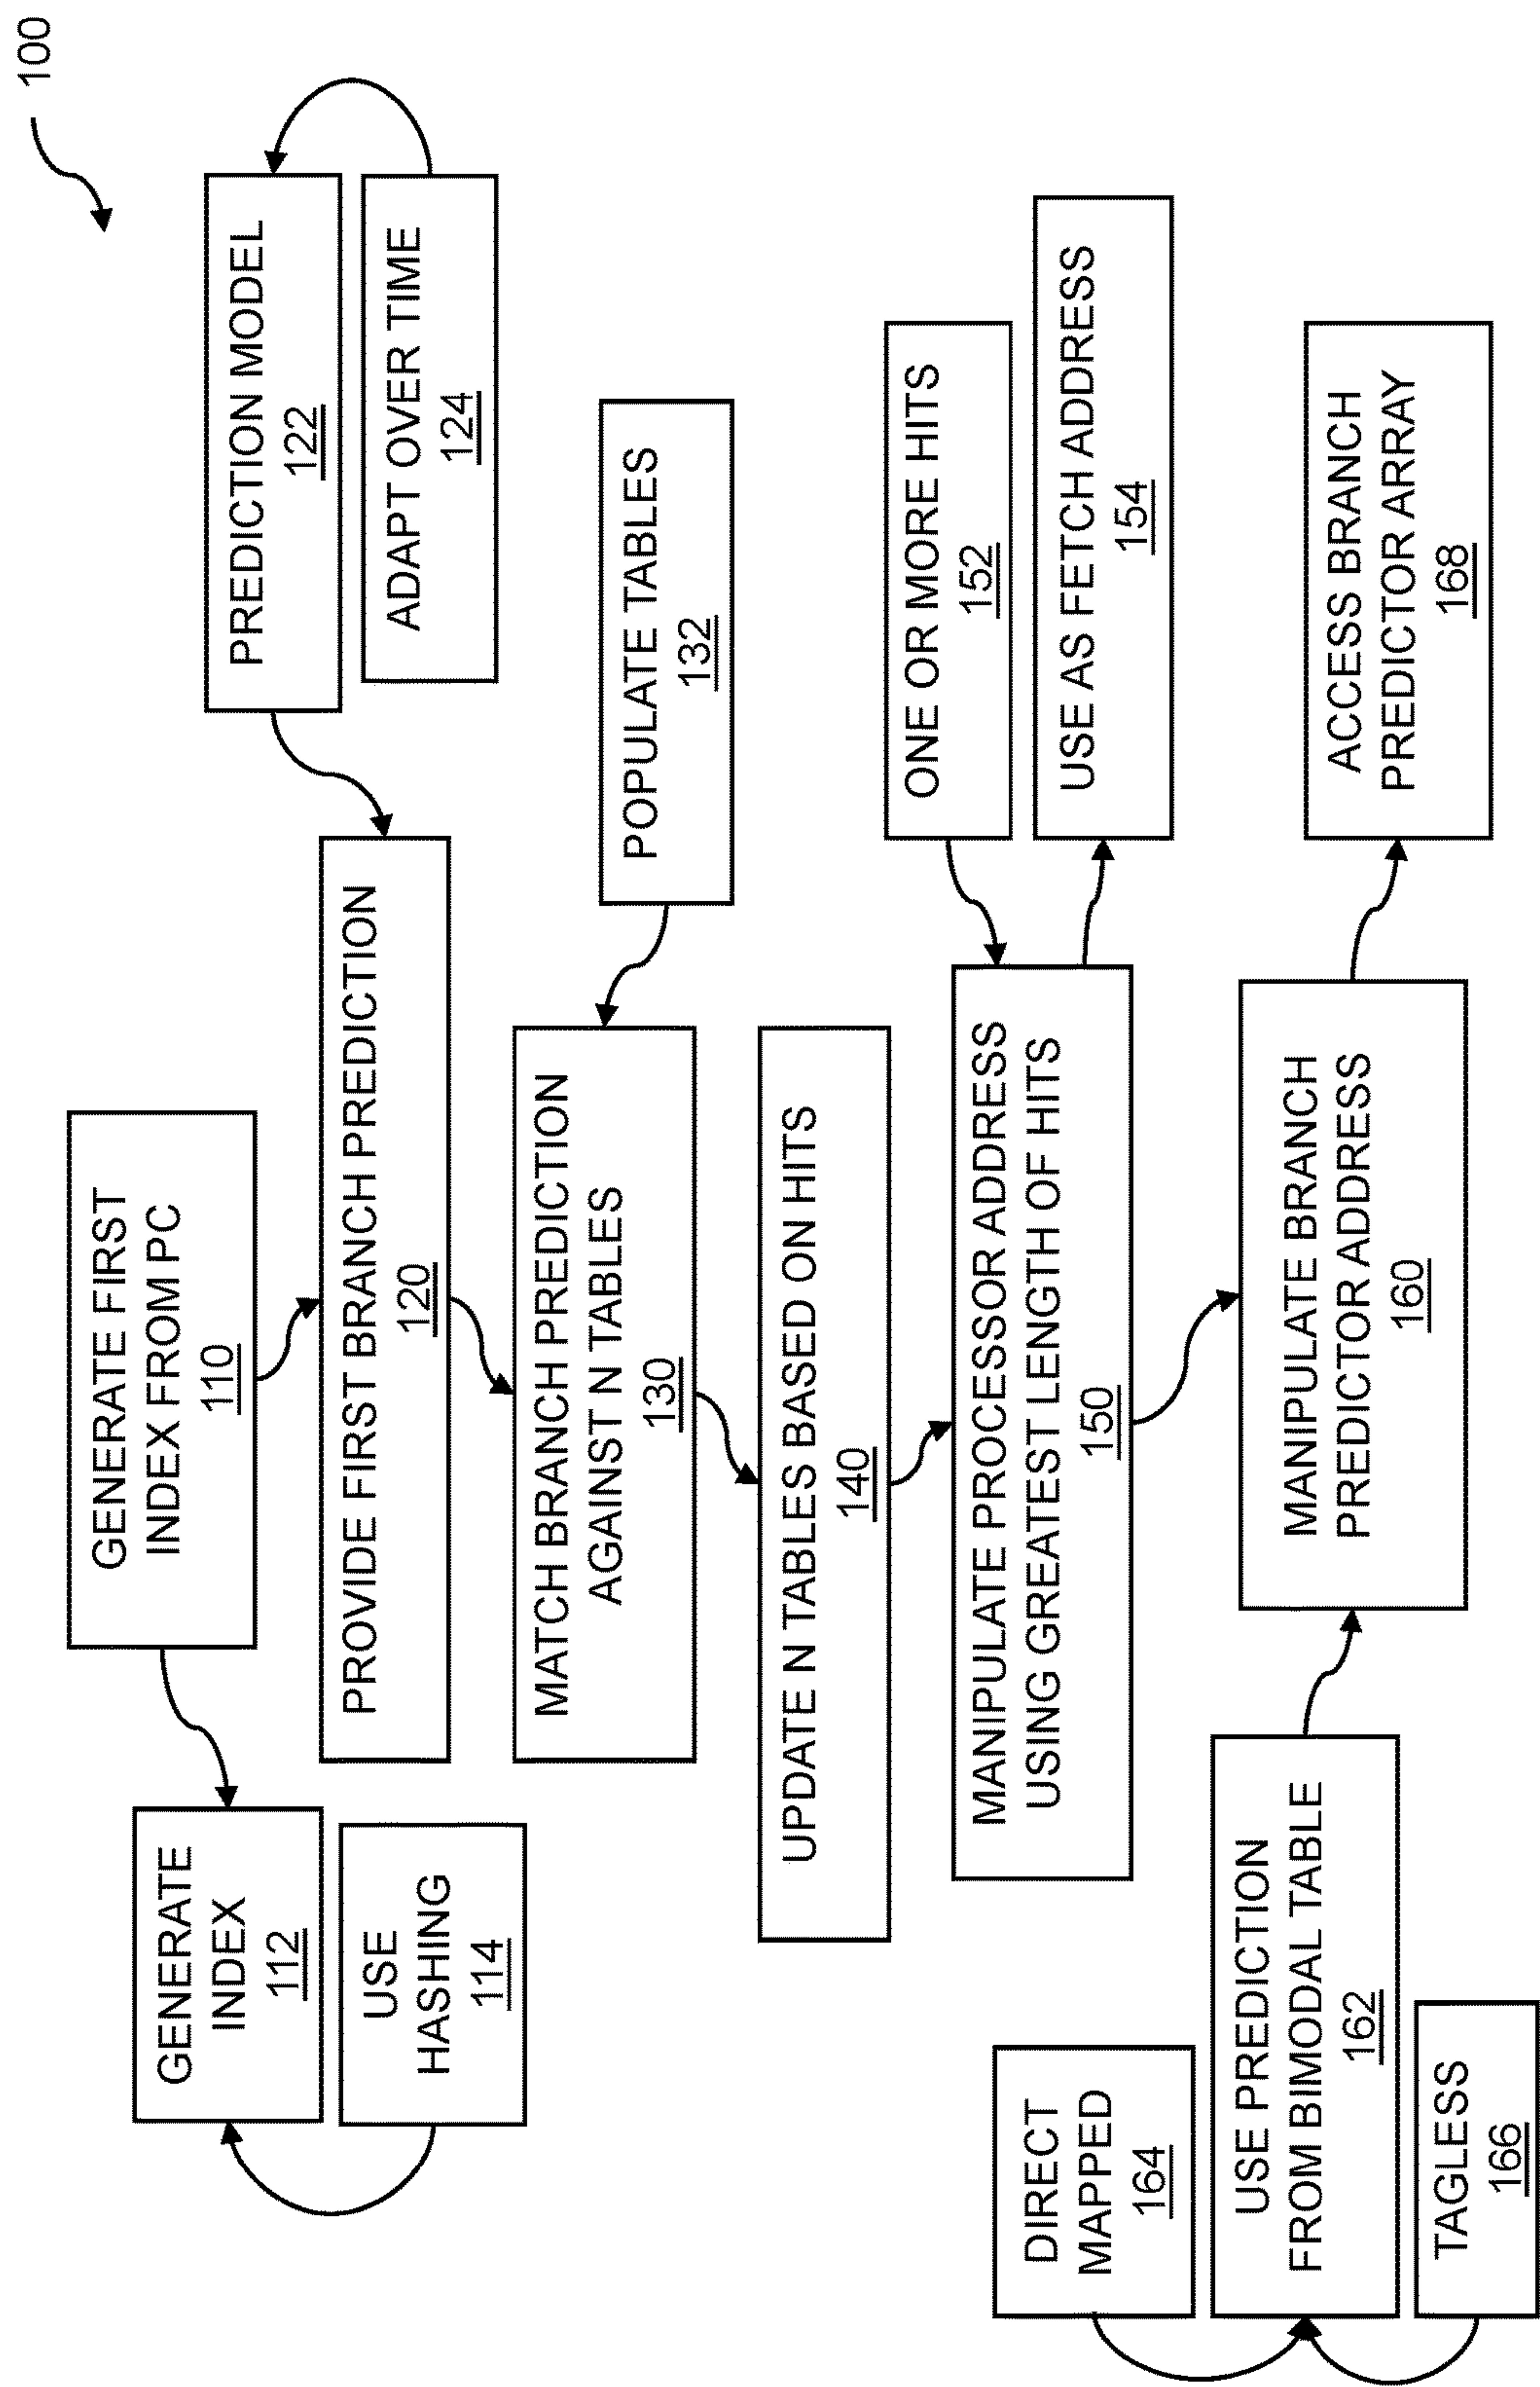 100
GENERATE FIRST
INDEX FROM PC
110
GENERATE
INDEX
112
USE
HASHING
114
PREDICTION MODEL
122
ADAPT OVER TIME
124
PROVIDE FIRST BRANCH PREDICTION
120
MATCH BRANCH PREDICTION
AGAINST N TABLES
130
POPULATE TABLES
132
UPDATE N TABLES BASED ON HITS
140
MANIPULATE PROCESSOR ADDRESS
USING GREATEST LENGTH OF HITS
150
ONE OR MORE HITS
152
USE AS FETCH ADDRESS
154
DIRECT
MAPPED
164
USE PREDICTION
FROM BIMODAL TABLE
162
TAGLESS
166
MANIPULATE BRANCH
PREDICTOR ADDRESS
160
ACCESS BRANCH
PREDICTOR ARRAY
168